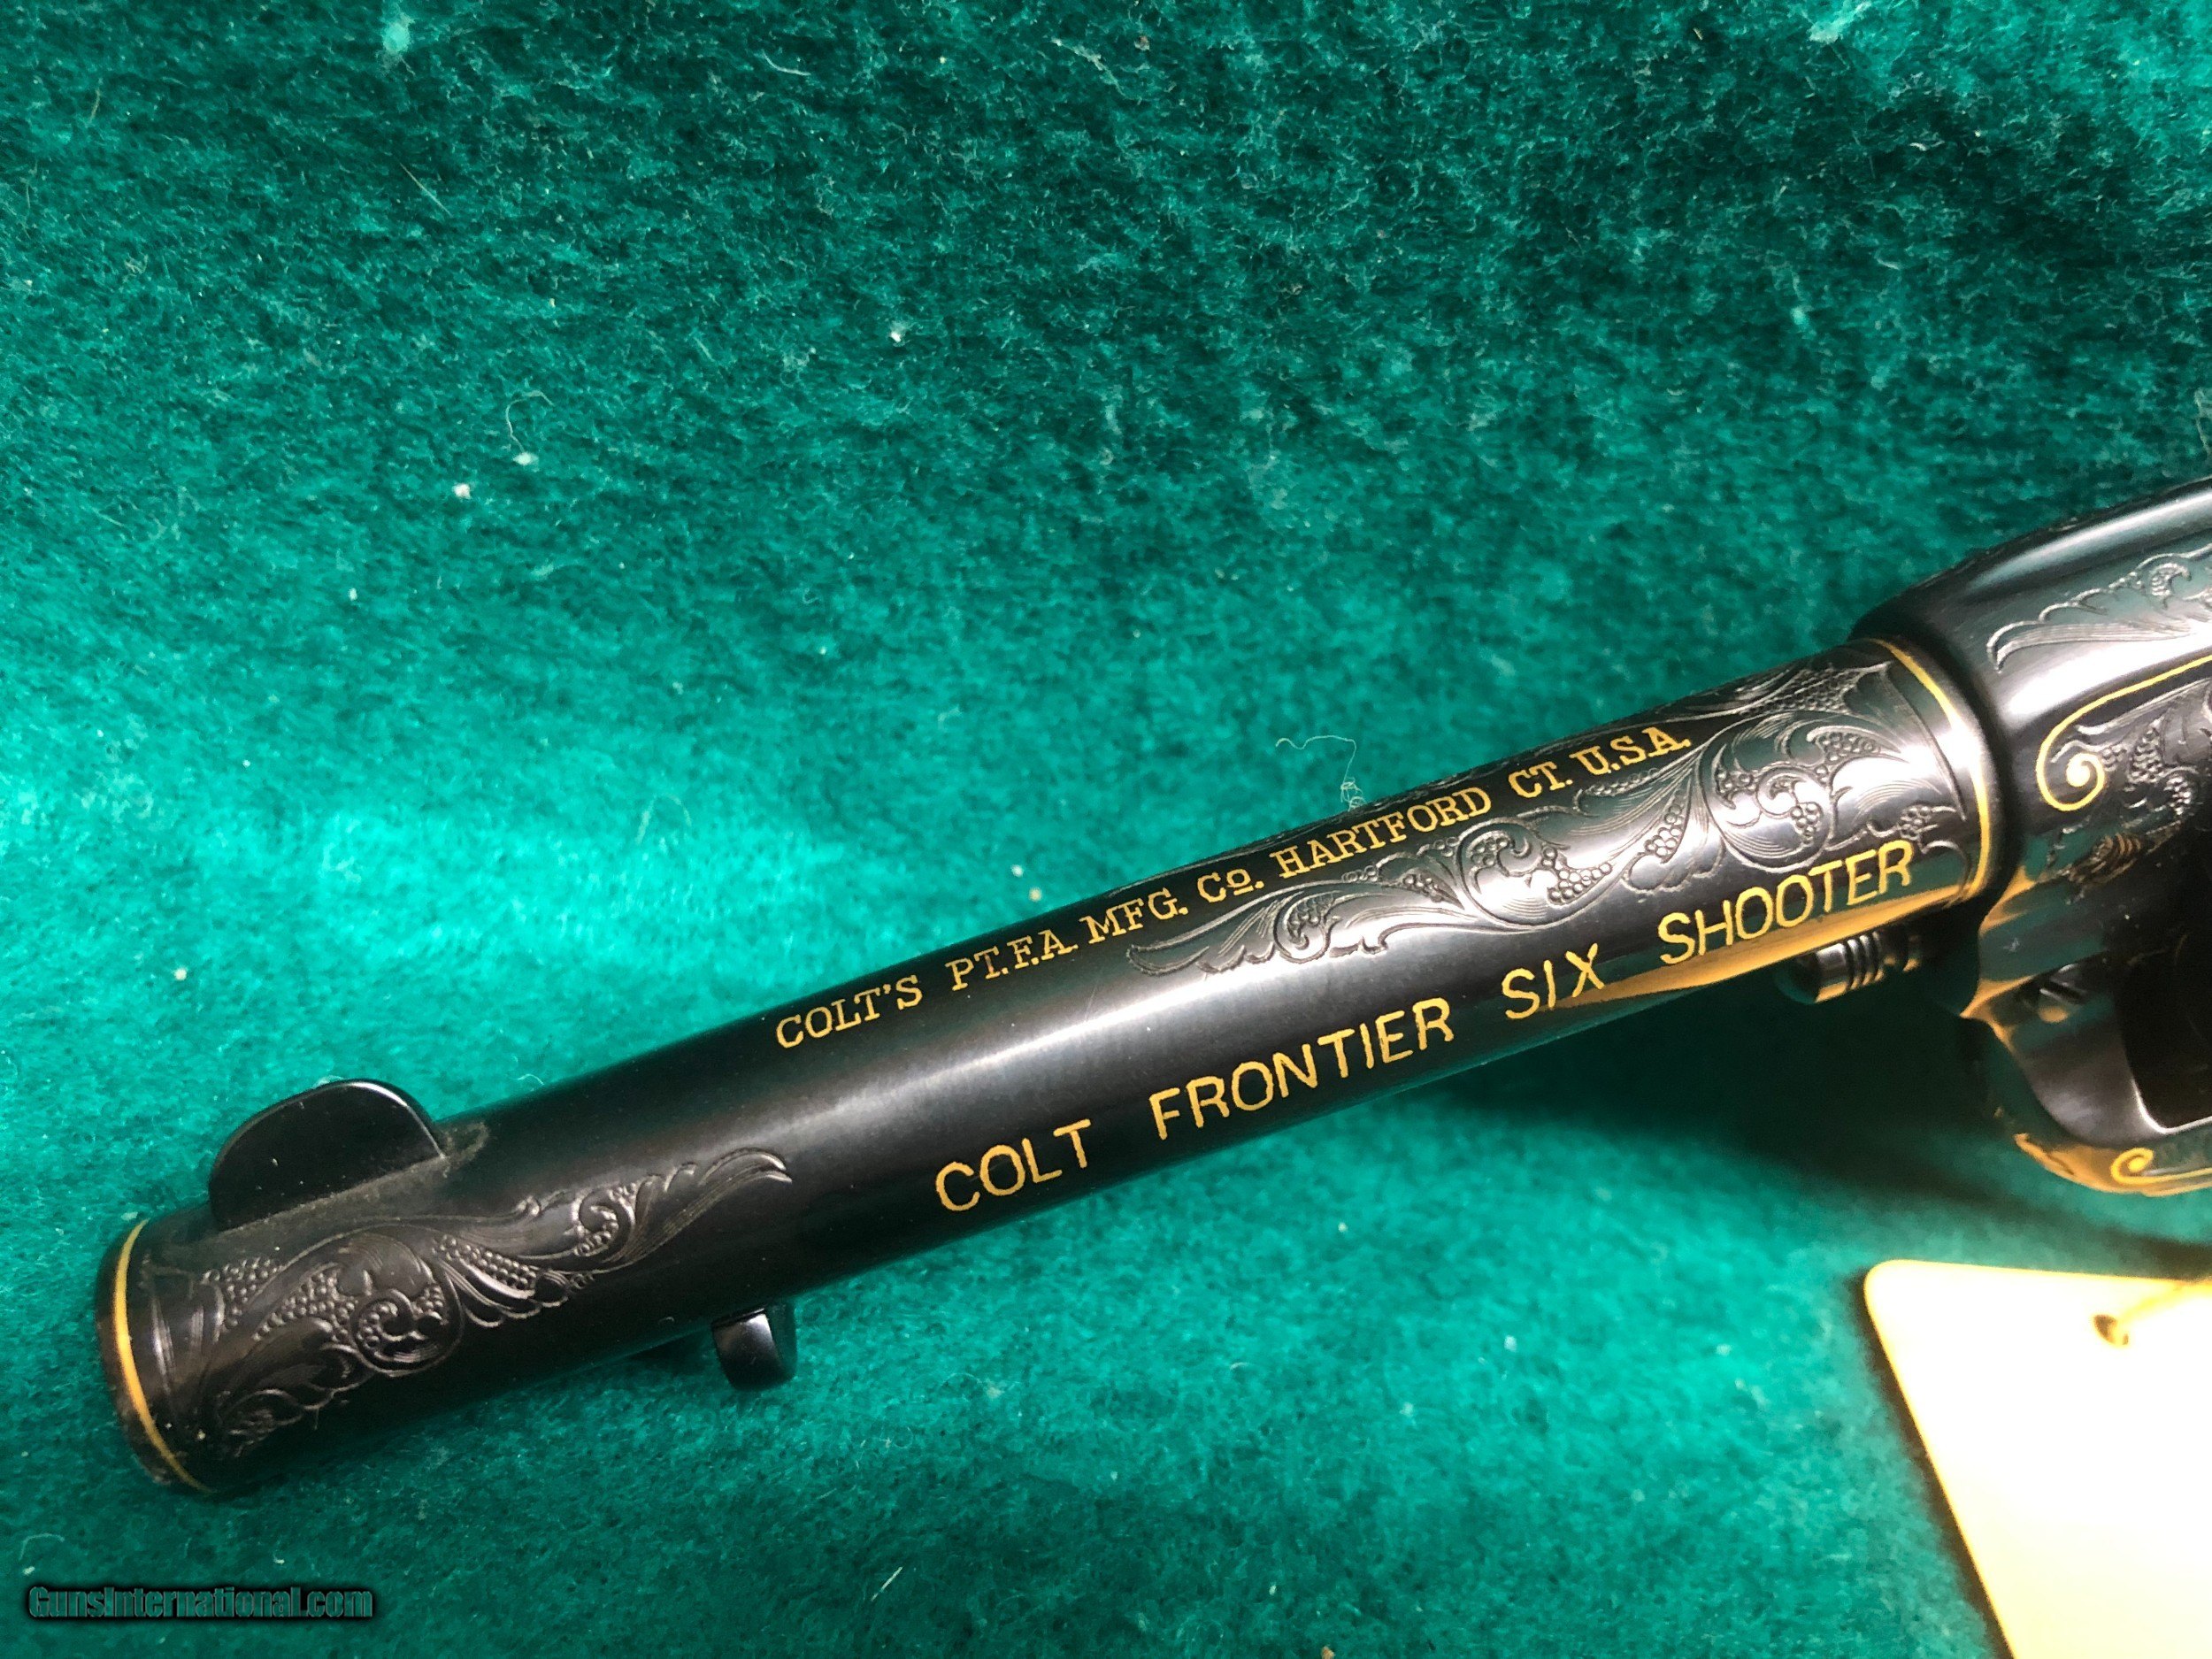 COLT'S PT.F.A. MFG. Co. HARTFORD CT. U.S.A.
COLT FRONTIER SIX SHOOTER
GunsInternational.com